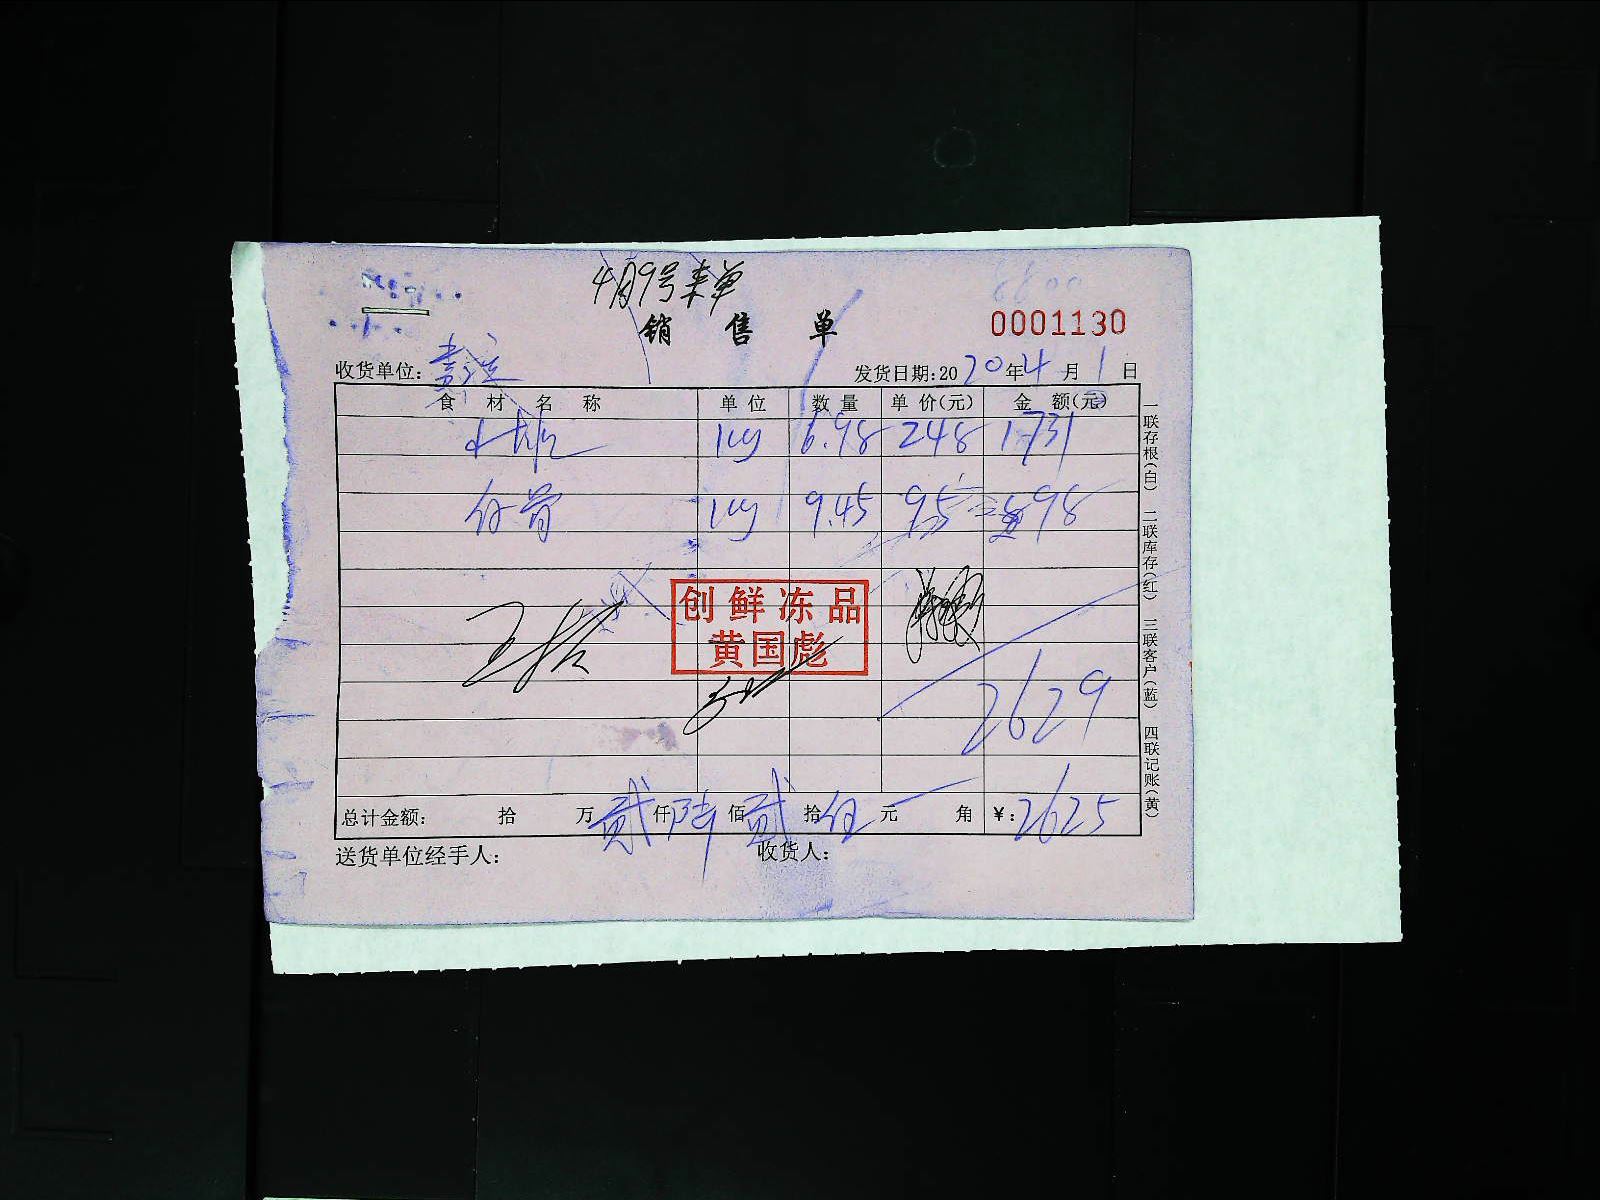 4月9号来单
销售单
0001130
收货单位：
发货日期：2020年4月1日
食材名称 单位 数量 单价(元) 金额(元)
kg 6.98 248 1731
kg 9.45 95 898
创鲜冻品
黄国彪
2629
总计金额： 拾 万贰仟陆佰贰拾伍元 角 ¥：2625
送货单位经手人： 收货人：
一联存根(白) 二联库存(红) 三联客户(蓝) 四联记账(黄)